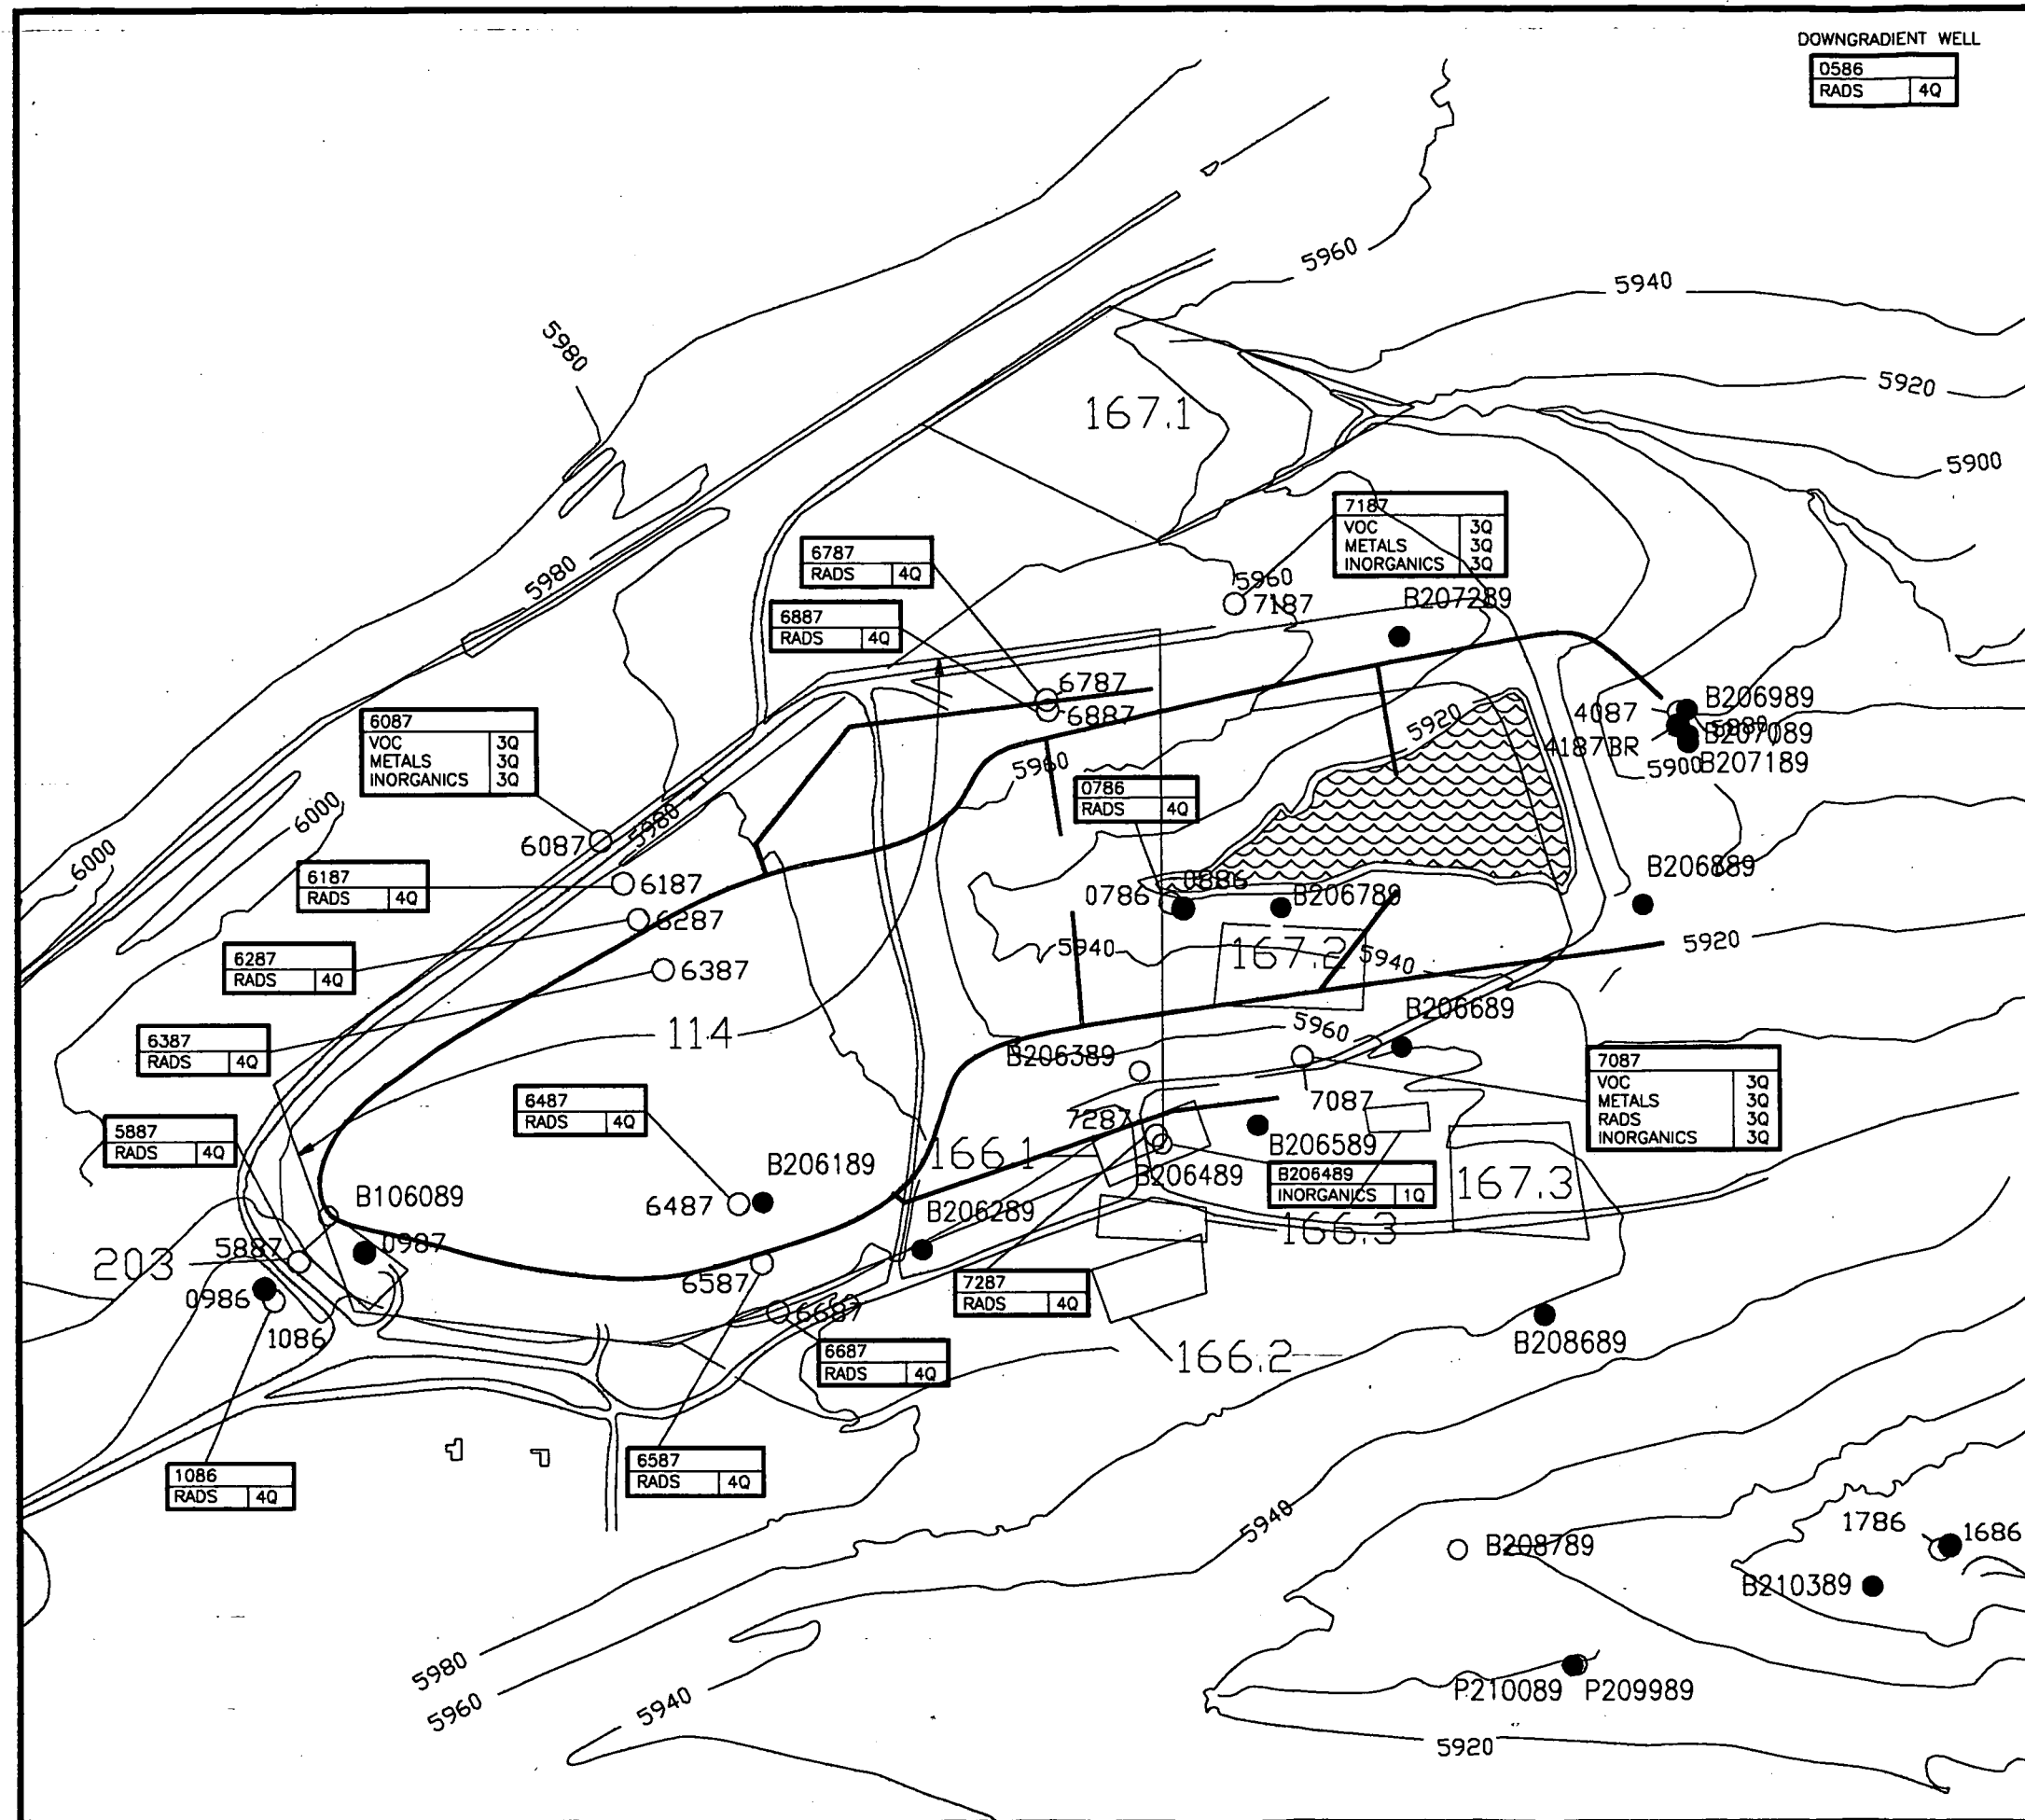 DOWNGRADIENT WELL
0586
RADS 4Q
5960
5940
5980
5920
167.1
5900
7187
VOC 3Q
METALS 3Q
INORGANICS 3Q
6787
RADS 4Q
5980
5960
7187
B207289
6887
RADS 4Q
6787
6887
B206989
4087
5920
6087
VOC 3Q
METALS 3Q
INORGANICS 3Q
B207089
4187BR
5900
B207189
5960
0786
RADS 4Q
6000
5980
6087
6000
6187
RADS 4Q
6187
0886
0786
B206789
B206889
6287
5940
167.2
5940
5920
6287
RADS 4Q
6387
B206689
5960
114
6387
RADS 4Q
B206389
7087
VOC 3Q
METALS 3Q
RADS 3Q
INORGANICS 3Q
6487
RADS 4Q
7087
7287
5887
RADS 4Q
B206589
B206189
166.1
B206489
B206489
INORGANICS 1Q
167.3
B106089
6487
B206289
166.3
0987
5887
203
6587
7287
RADS 4Q
0986
6687
1086
B208689
166.2
6687
RADS 4Q
6587
RADS 4Q
1086
RADS 4Q
5940
1786
1686
B208789
B210389
5980
P210089 P209989
5960
5940
5920